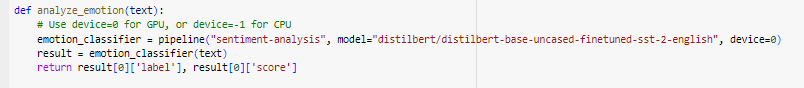 def analyze_emotion(text):
    # Use device=0 for GPU, or device=-1 for CPU
    emotion_classifier = pipeline("sentiment-analysis", model="distilbert/distilbert-base-uncased-finetuned-sst-2-english", device=0)
    result = emotion_classifier(text)
    return result[0]['label'], result[0]['score']